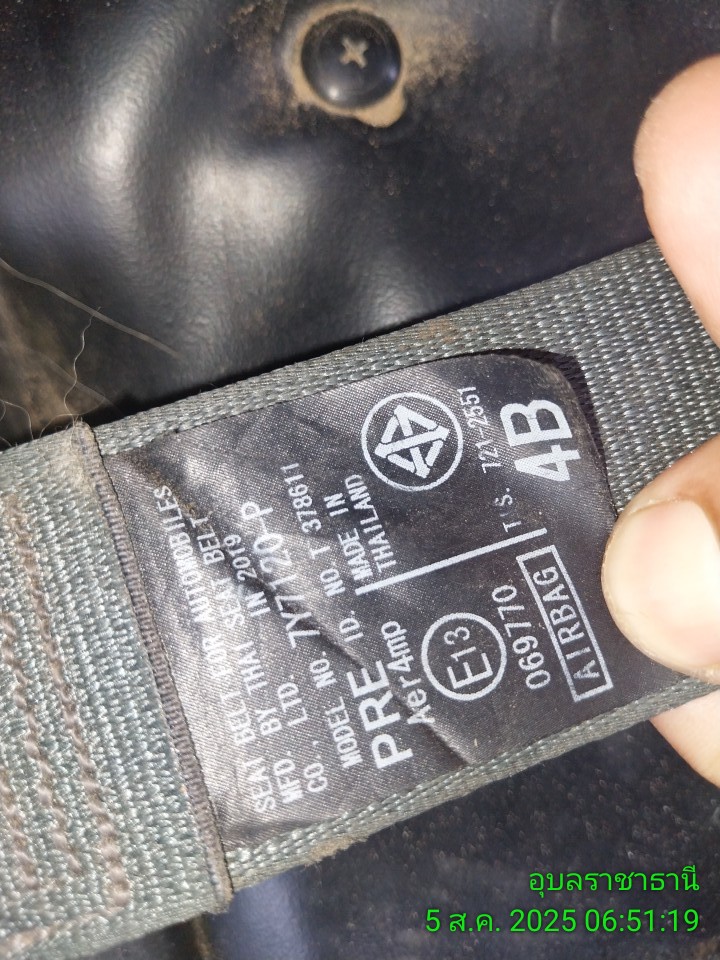 SEAT BELT FOR AUTOMOBILES
MFD. BY THAI SEAT BELT
CO., LTD. IN 2019
MODEL NO 7Y7120-P
PRE ID. NO T 378611
Aer4mp
MADE IN
THAILAND
E13
069770
AIRBAG
T S. 721-2551
4B
อุบลราชาธานี
5 ส.ค. 2025 06:51:19